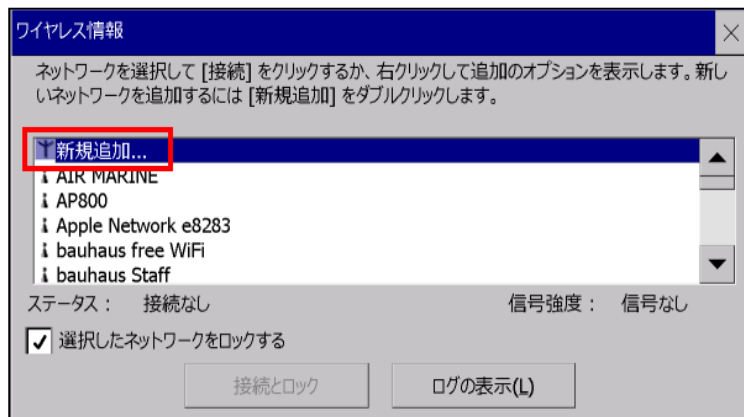 ワイヤレス情報
ネットワークを選択して [接続] をクリックするか、右クリックして追加のオプションを表示します。新し
いネットワークを追加するには [新規追加] をダブルクリックします。
新規追加...
AIR MARINE
AP800
Apple Network e8283
bauhaus free WiFi
bauhaus Staff
ステータス： 接続なし 信号強度： 信号なし
選択したネットワークをロックする
接続とロック ログの表示(L)